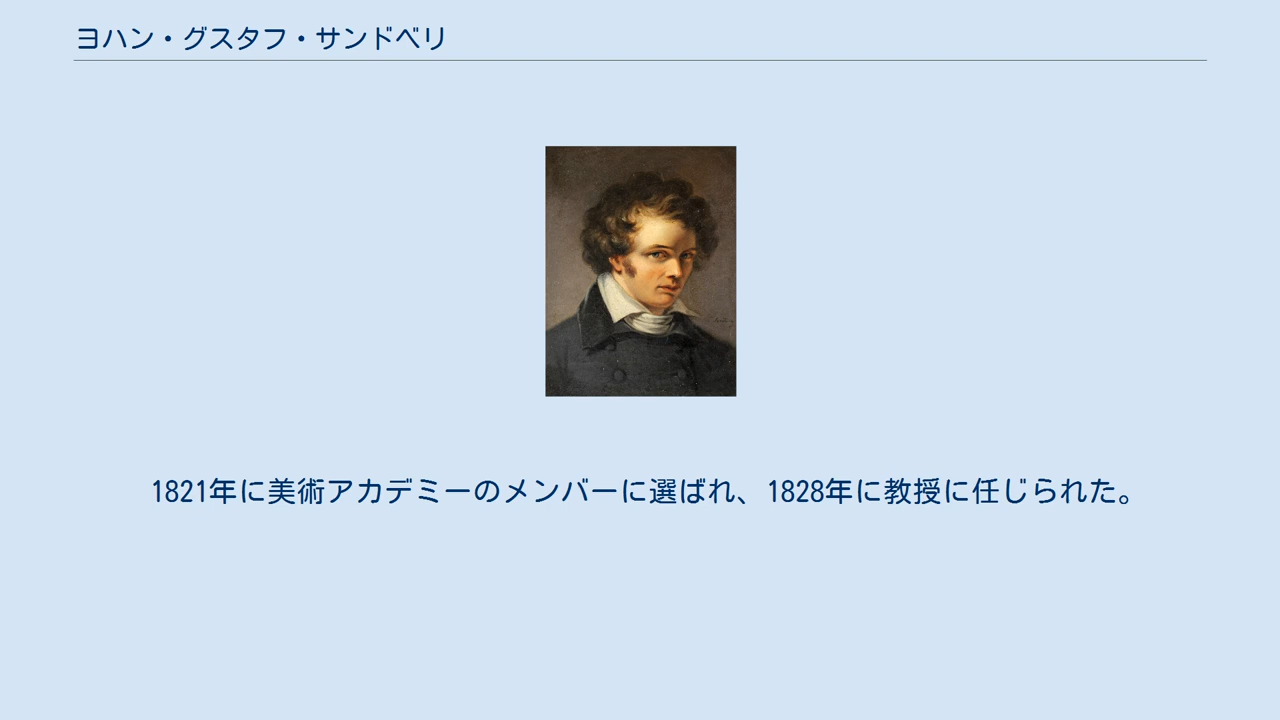 ヨハン・グスタフ・サンドベリ
1821年に美術アカデミーのメンバーに選ばれ、1828年に教授に任じられた。